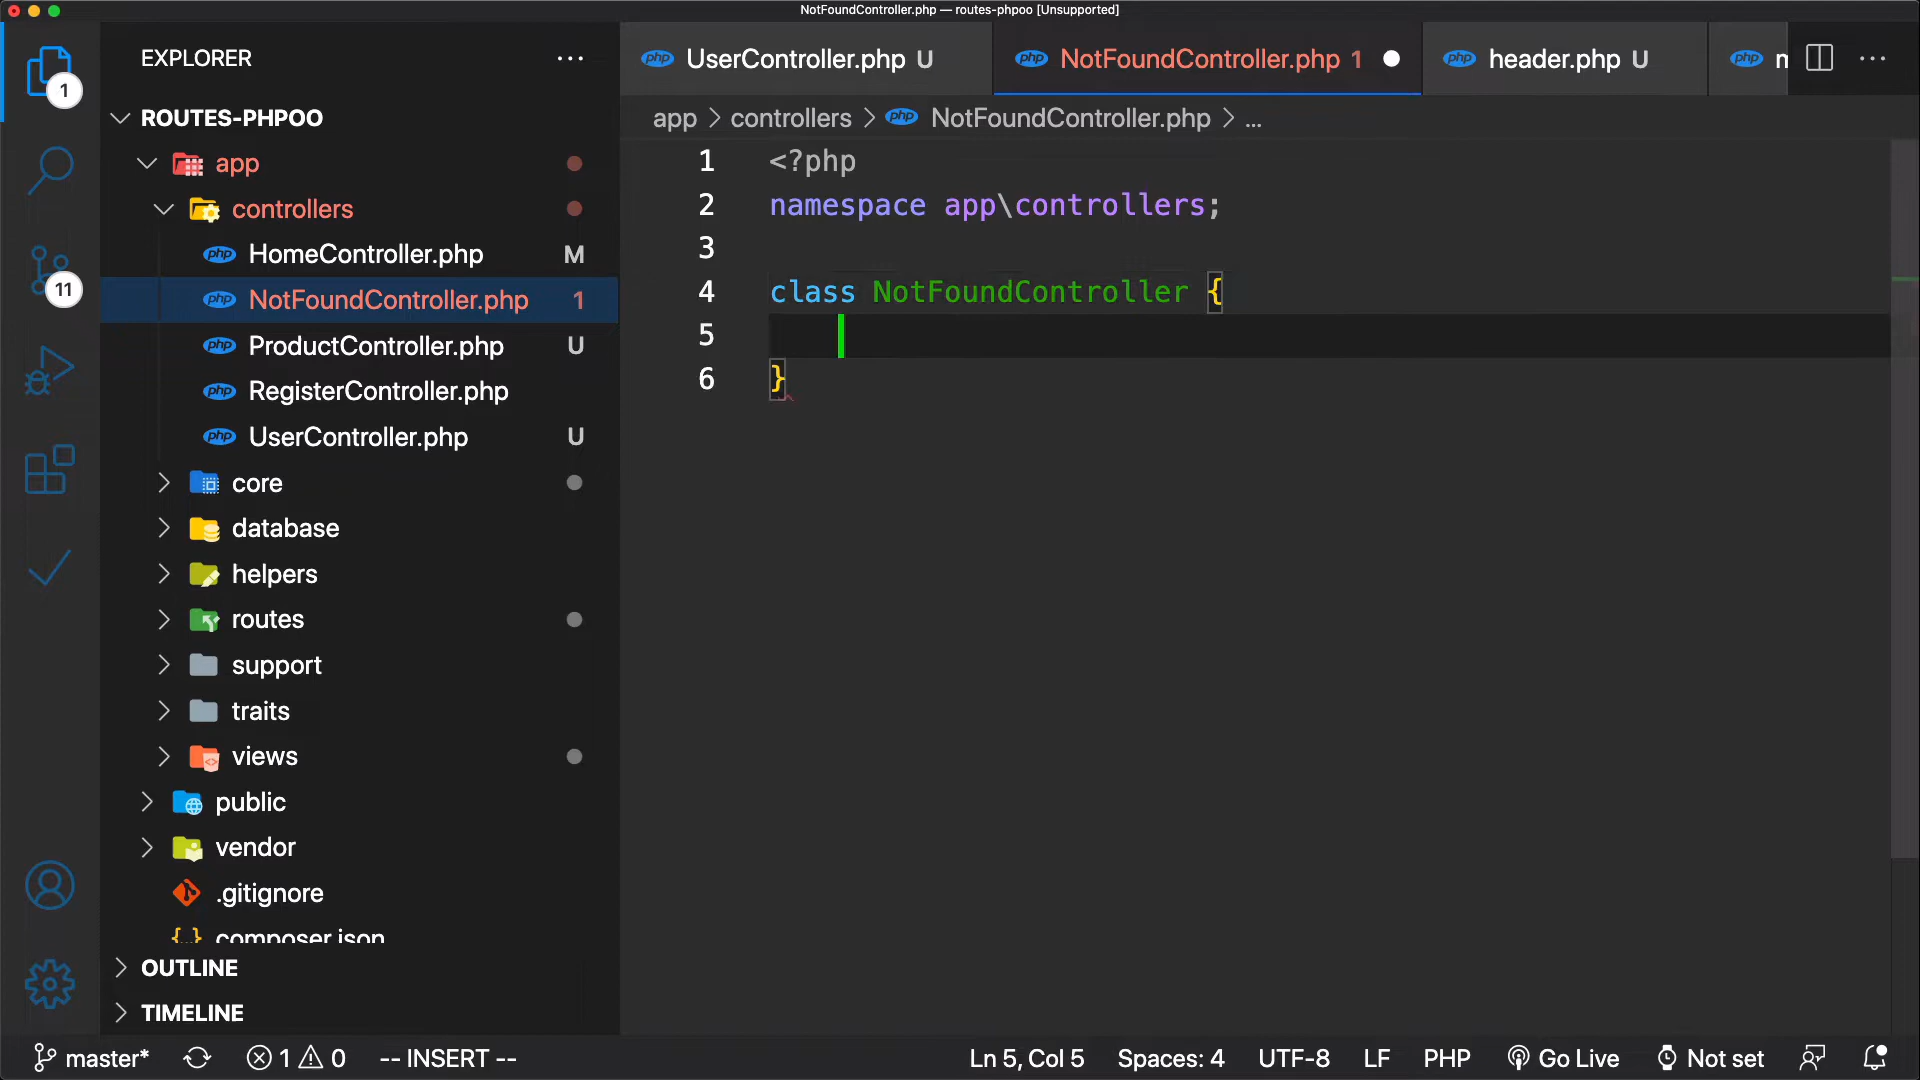 NotFoundController.php — routes-phpoo [Unsupported]
EXPLORER
UserController.php U
NotFoundController.php 1
header.php U
1
ROUTES-PHPOO
app > controllers > NotFoundController.php > ...
app
controllers
HomeController.php M
NotFoundController.php 1
ProductController.php U
RegisterController.php
UserController.php U
core
database
helpers
routes
support
traits
views
public
vendor
.gitignore
{..} composer.json
OUTLINE
TIMELINE
11
1 <?php
2 namespace app\controllers;
3
4 class NotFoundController {
5
6 }
master* 1 0 -- INSERT -- Ln 5, Col 5 Spaces: 4 UTF-8 LF PHP Go Live Not set